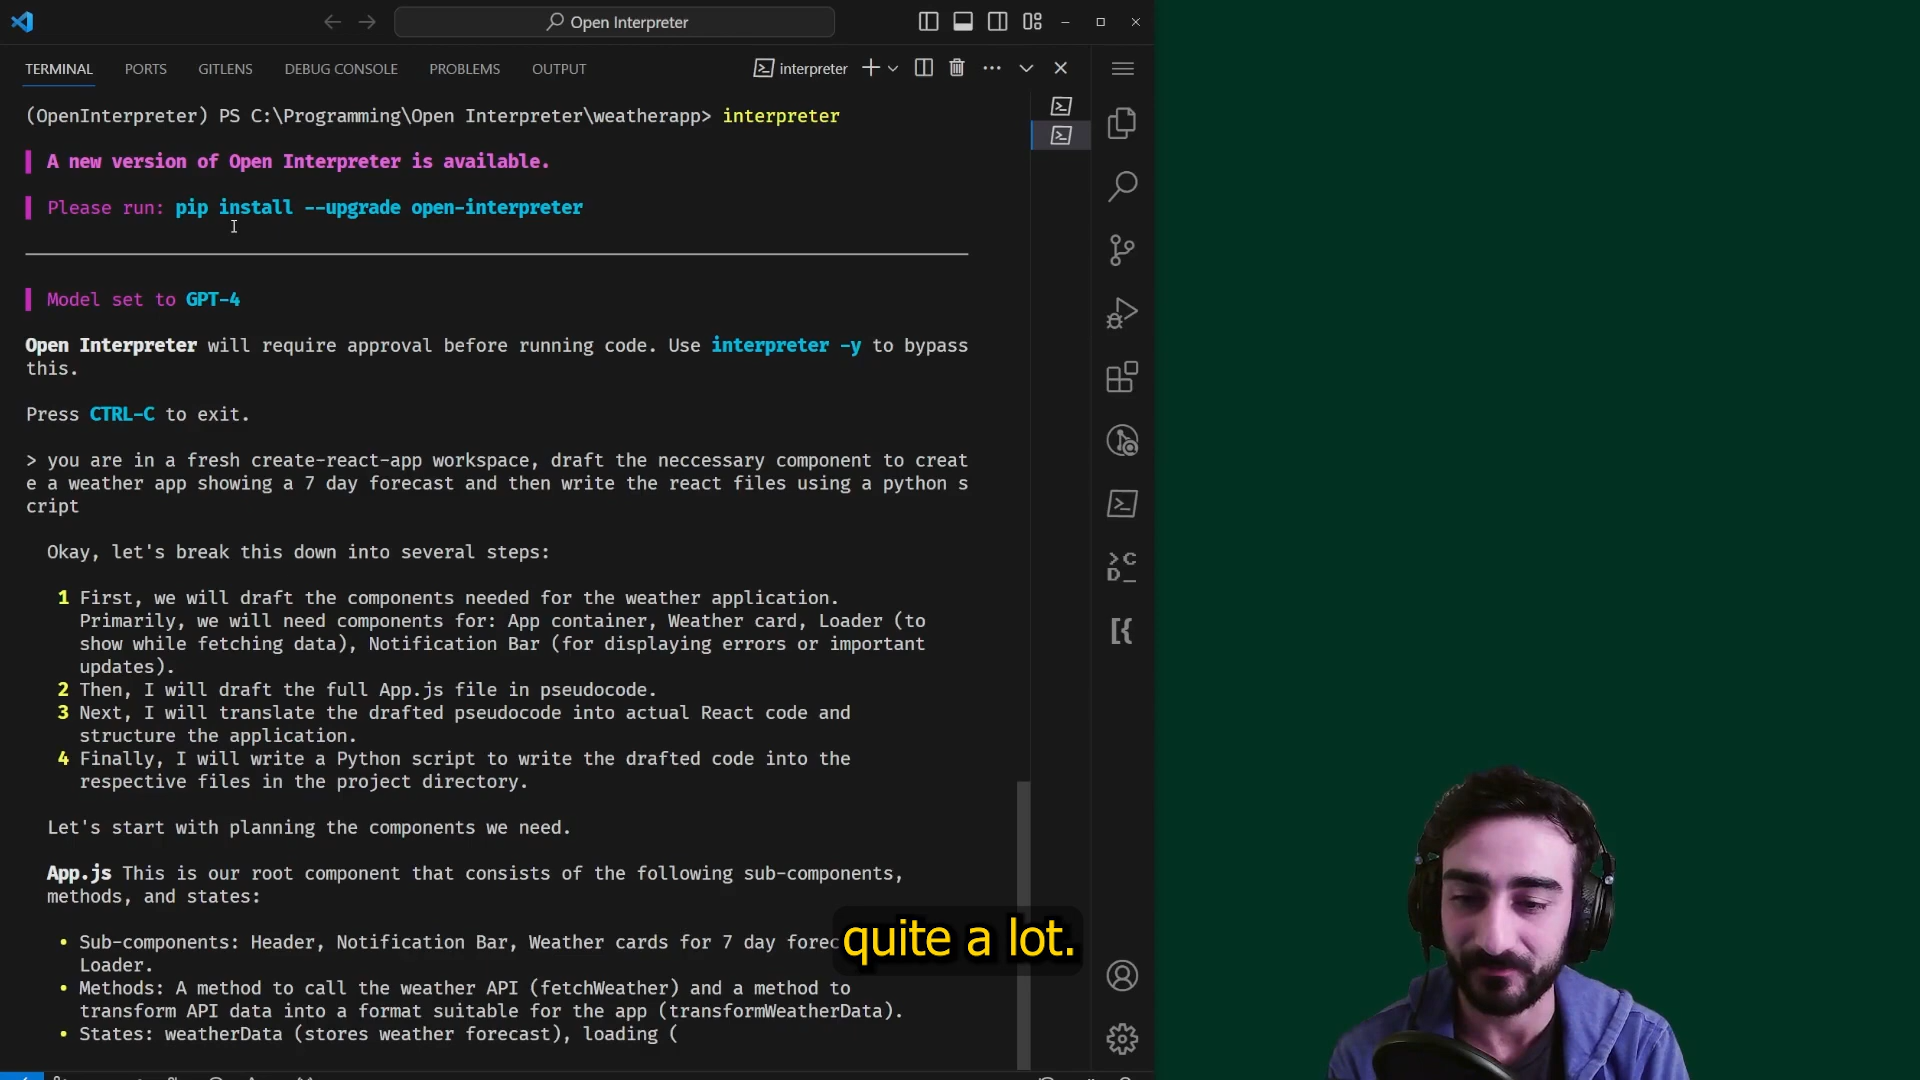 Open Interpreter
TERMINAL PORTS GITLENS DEBUG CONSOLE PROBLEMS OUTPUT interpreter
(OpenInterpreter) PS C:\Programming\Open Interpreter\weatherapp> interpreter
A new version of Open Interpreter is available.
Please run: pip install --upgrade open-interpreter
Model set to GPT-4
Open Interpreter will require approval before running code. Use interpreter -y to bypass
this.
Press CTRL-C to exit.
> you are in a fresh create-react-app workspace, draft the neccessary component to creat
e a weather app showing a 7 day forecast and then write the react files using a python s
cript
Okay, let's break this down into several steps:
1 First, we will draft the components needed for the weather application.
Primarily, we will need components for: App container, Weather card, Loader (to
show while fetching data), Notification Bar (for displaying errors or important
updates).
2 Then, I will draft the full App.js file in pseudocode.
3 Next, I will translate the drafted pseudocode into actual React code and
structure the application.
4 Finally, I will write a Python script to write the drafted code into the
respective files in the project directory.
Let's start with planning the components we need.
App.js This is our root component that consists of the following sub-components,
methods, and states:
• Sub-components: Header, Notification Bar, Weather cards for 7 day forec
Loader.
• Methods: A method to call the weather API (fetchWeather) and a method to
transform API data into a format suitable for the app (transformWeatherData).
• States: weatherData (stores weather forecast), loading (
quite a lot.